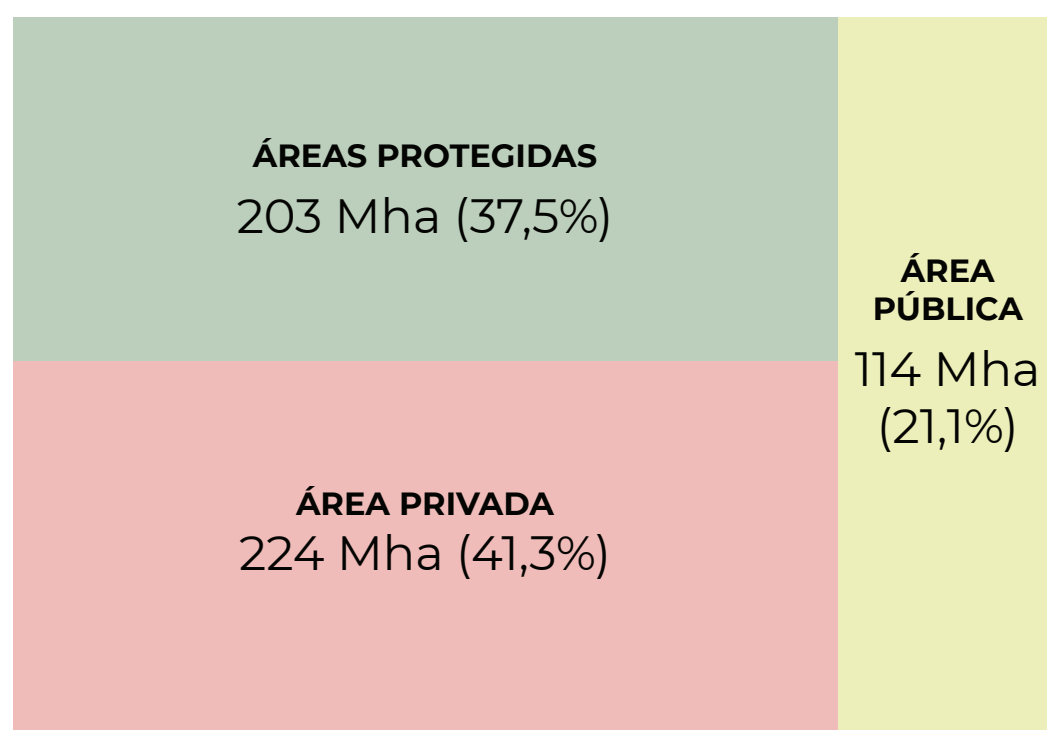 ÁREAS PROTEGIDAS
203 Mha (37,5%)
ÁREA PRIVADA
224 Mha (41,3%)
ÁREA
PÚBLICA
114 Mha
(21,1%)